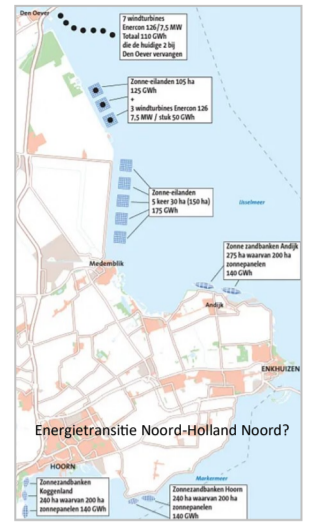 Den Oever
7 windturbines
Enercon 126/7,5 MW
Totaal 110 GWh
die de huidige 2 bij
Den Oever vervangen
Zonne-eilanden 105 ha
125 GWh
+
3 windturbines Enercon 126
7,5 MW / stuk 50 GWh
Zonne-eilanden
5 keer 30 ha (150 ha)
175 GWh
IJsselmeer
Zonne zandbanken Andijk
275 ha waarvan 200 ha
zonnepanelen
140 GWh
Medemblik
Andijk
ENKHUIZEN
Energietransitie Noord-Holland Noord?
HOORN
Markermeer
Zonnezandbanken
Koggenland
240 ha waarvan 200 ha
zonnepanelen 140 GWh
Zonnezandbanken Hoorn
240 ha waarvan 200 ha
zonnepanelen
140 GWh